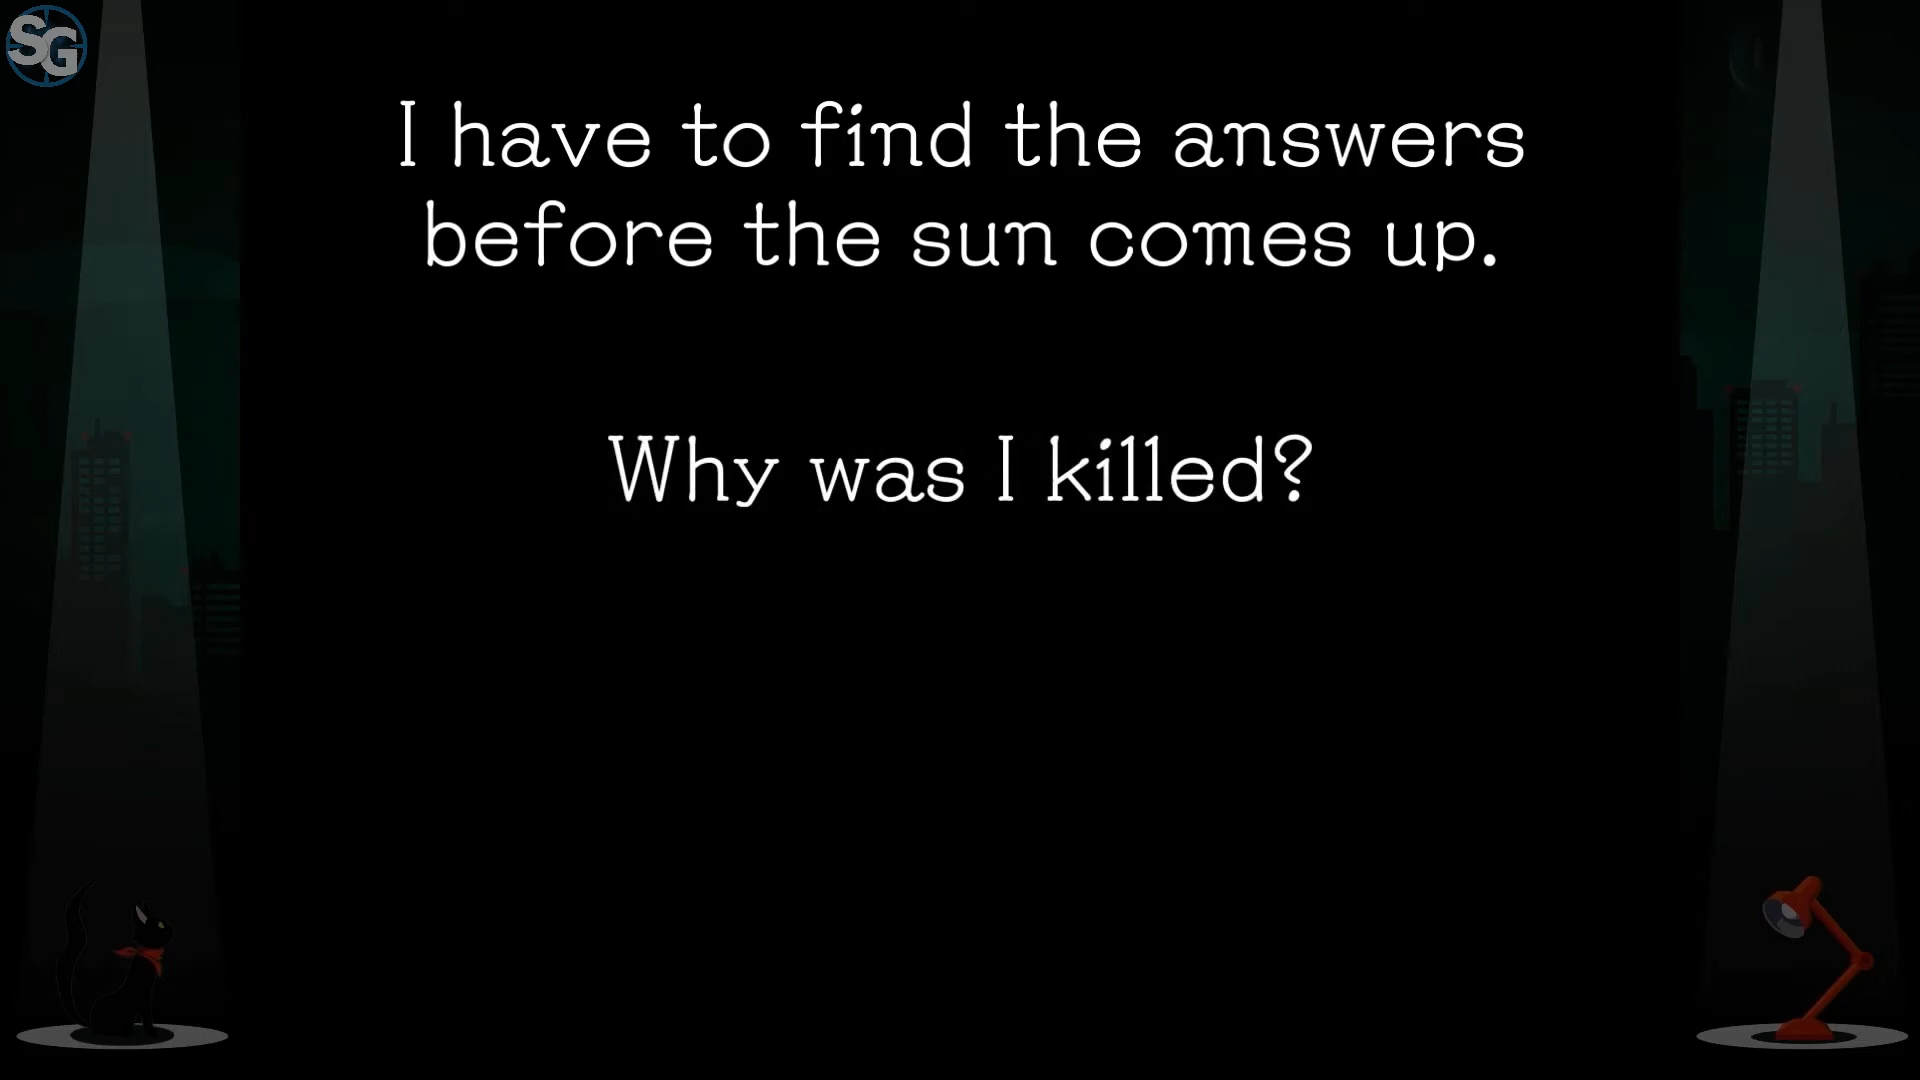 SG
I have to find the answers
before the sun comes up.
Why was I killed?